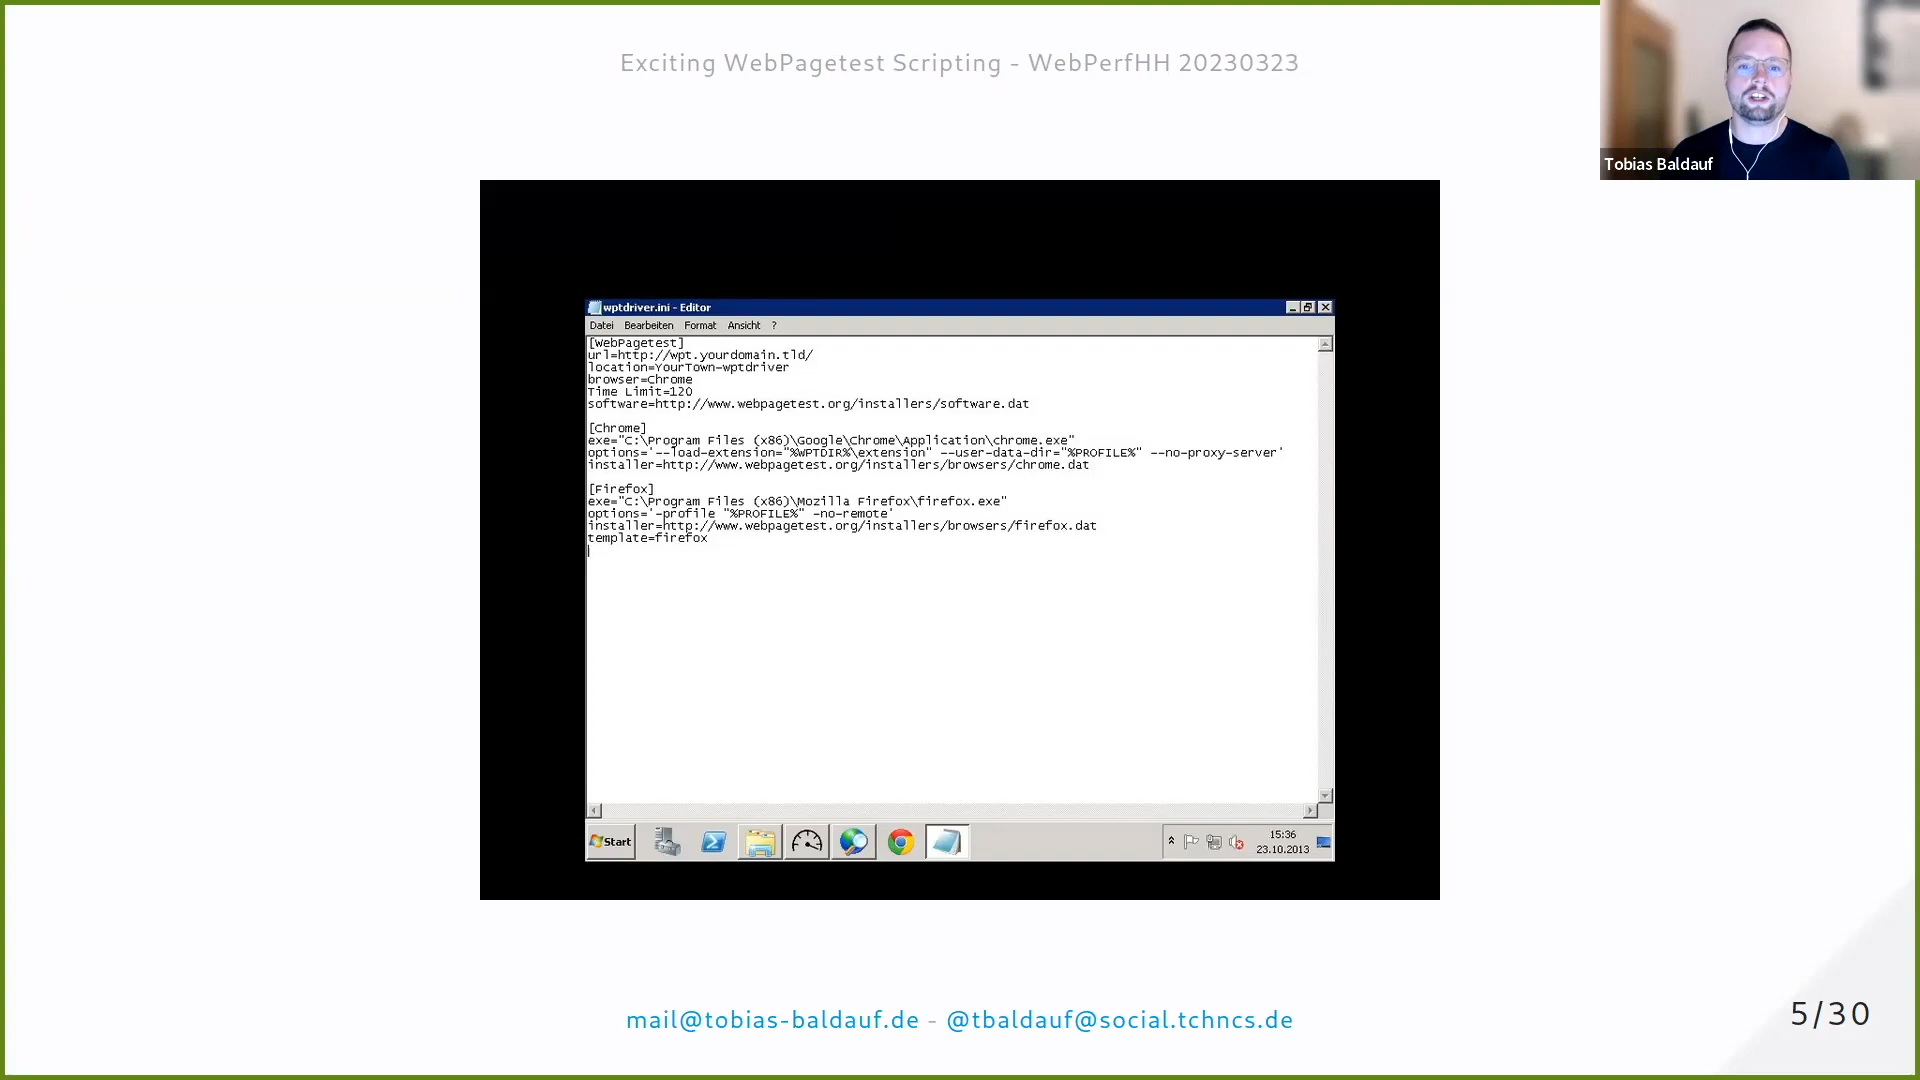 Exciting WebPagetest Scripting - WebPerfHH 20230323
Tobias Baldauf
wptdriver.ini - Editor
Datei Bearbeiten Format Ansicht ?
[WebPagetest]
url=http://wpt.yourdomain.tld/
location=YourTown-wptdriver
browser=Chrome
Time Limit=120
software=http://www.webpagetest.org/installers/software.dat
[Chrome]
exe="C:\Program Files (x86)\Google\Chrome\Application\chrome.exe"
options='--load-extension="%WPTDIR%\extension" --user-data-dir="%PROFILE%" --no-proxy-server'
installer=http://www.webpagetest.org/installers/browsers/chrome.dat
[Firefox]
exe="C:\Program Files (x86)\Mozilla Firefox\firefox.exe"
options='-profile "%PROFILE%" -no-remote'
installer=http://www.webpagetest.org/installers/browsers/firefox.dat
template=firefox
Start
15:36
23.10.2013
mail@tobias-baldauf.de - @tbaldauf@social.tchncs.de
5/30